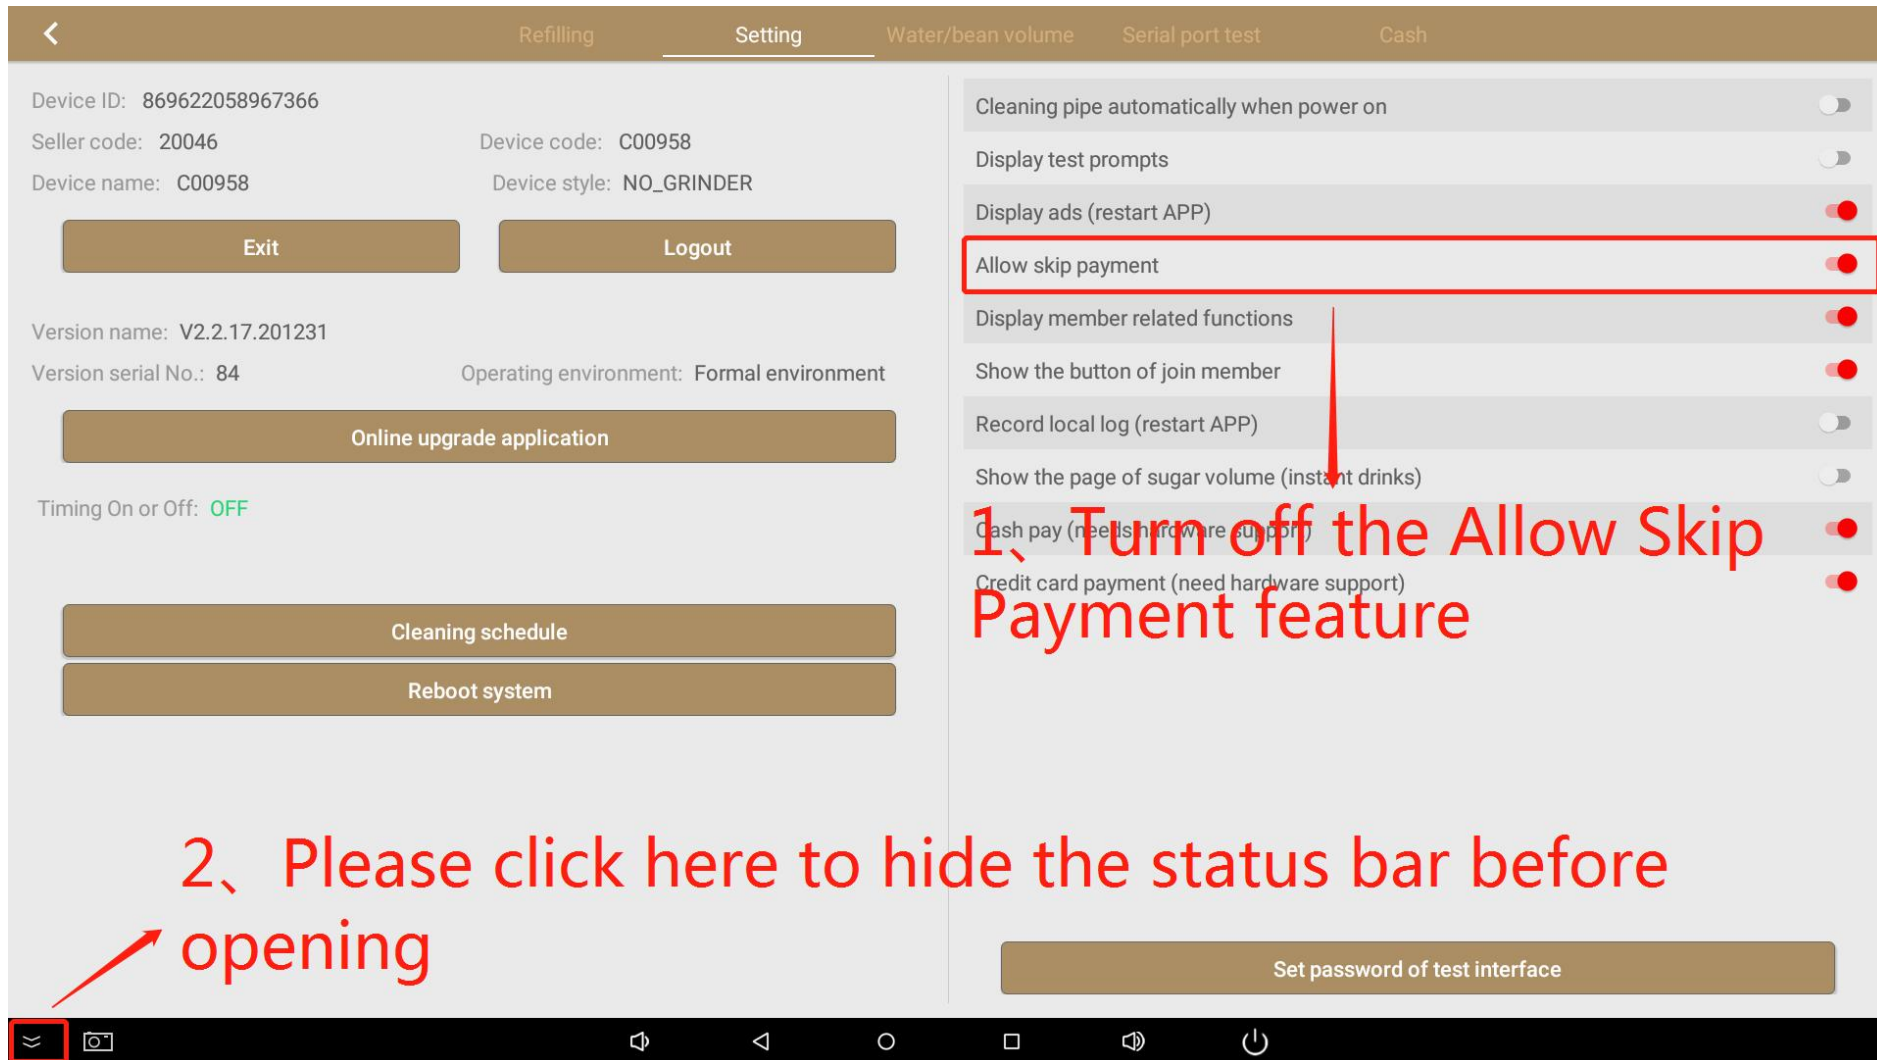 Refilling Setting Water/bean volume Serial port test Cash
Device ID: 869622058967366
Seller code: 20046 Device code: C00958
Device name: C00958 Device style: NO_GRINDER
Exit Logout
Version name: V2.2.17.201231
Version serial No.: 84 Operating environment: Formal environment
Online upgrade application
Timing On or Off: OFF
Cleaning schedule
Reboot system
Cleaning pipe automatically when power on
Display test prompts
Display ads (restart APP)
Allow skip payment
Display member related functions
Show the button of join member
Record local log (restart APP)
Show the page of sugar volume (instant drinks)
Cash pay (needs hardware support)
Credit card payment (need hardware support)
1、Turn off the Allow Skip
Payment feature
2、Please click here to hide the status bar before
opening
Set password of test interface